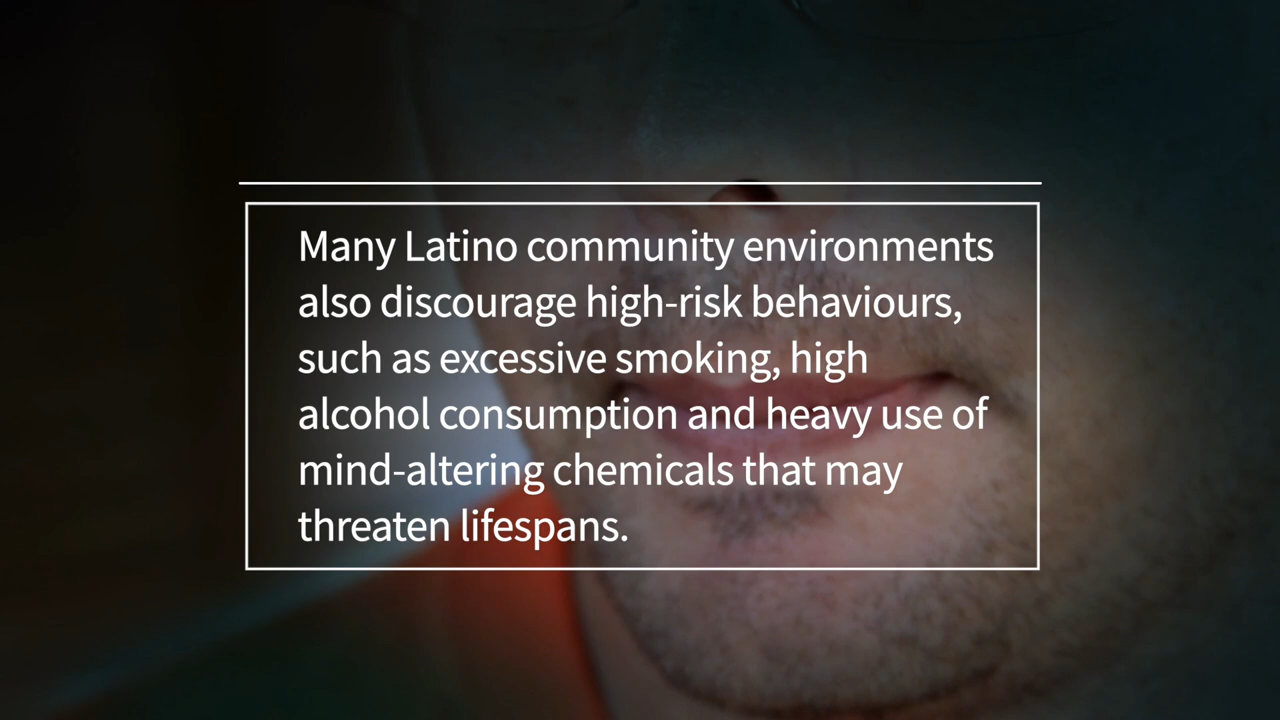 Many Latino community environments
also discourage high-risk behaviours,
such as excessive smoking, high
alcohol consumption and heavy use of
mind-altering chemicals that may
threaten lifespans.